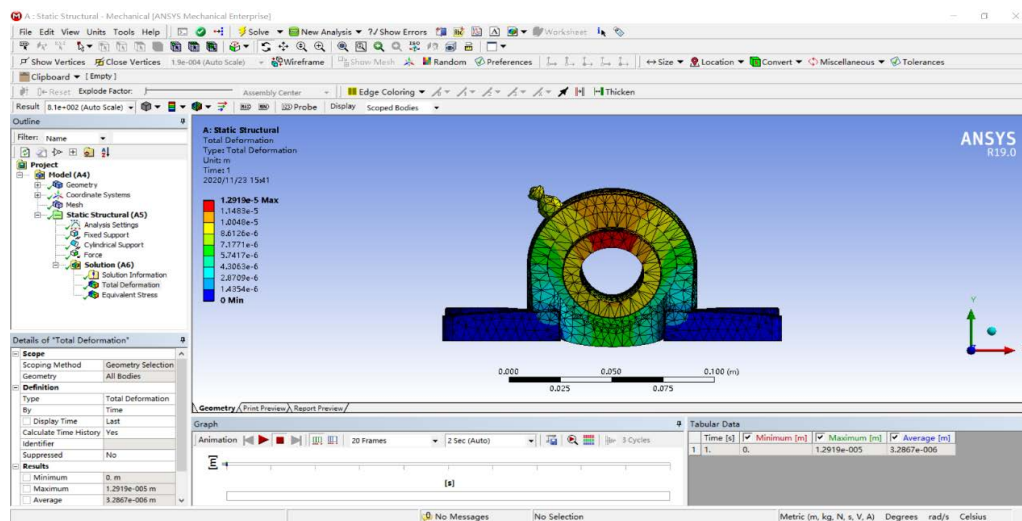 A : Static Structural - Mechanical [ANSYS Mechanical Enterprise]
File Edit View Units Tools Help Solve New Analysis ?/ Show Errors Worksheet
Show Vertices Close Vertices 1.9e-004 (Auto Scale) Wireframe Show Mesh Random Preferences Size Location Convert Miscellaneous Tolerances
Clipboard [ Empty ]
Reset Explode Factor: Assembly Center Edge Coloring Thicken
Result 8.1e+002 (Auto Scale) Probe Display Scoped Bodies
Outline
Filter: Name
Project
Model (A4)
Geometry
Coordinate Systems
Mesh
Static Structural (A5)
Analysis Settings
Fixed Support
Cylindrical Support
Force
Solution (A6)
Solution Information
Total Deformation
Equivalent Stress
A: Static Structural
Total Deformation
Type: Total Deformation
Unit: m
Time: 1
2020/11/23 15:41
1.2919e-5 Max
1.1483e-5
1.0048e-5
8.6126e-6
7.1771e-6
5.7417e-6
4.3063e-6
2.8709e-6
1.4354e-6
0 Min
ANSYS
R19.0
Y
0.000 0.050 0.100 (m)
0.025 0.075
Geometry Print Preview Report Preview
Details of "Total Deformation"
Scope
Scoping Method Geometry Selection
Geometry All Bodies
Definition
Type Total Deformation
By Time
Display Time Last
Calculate Time History Yes
Identifier
Suppressed No
Results
Minimum 0. m
Maximum 1.2919e-005 m
Average 3.2867e-006 m
Graph
Animation 20 Frames 2 Sec (Auto) 3 Cycles
[s]
Tabular Data
Time [s] Minimum [m] Maximum [m] Average [m]
1 1. 0. 1.2919e-005 3.2867e-006
No Messages No Selection Metric (m, kg, N, s, V, A) Degrees rad/s Celsius